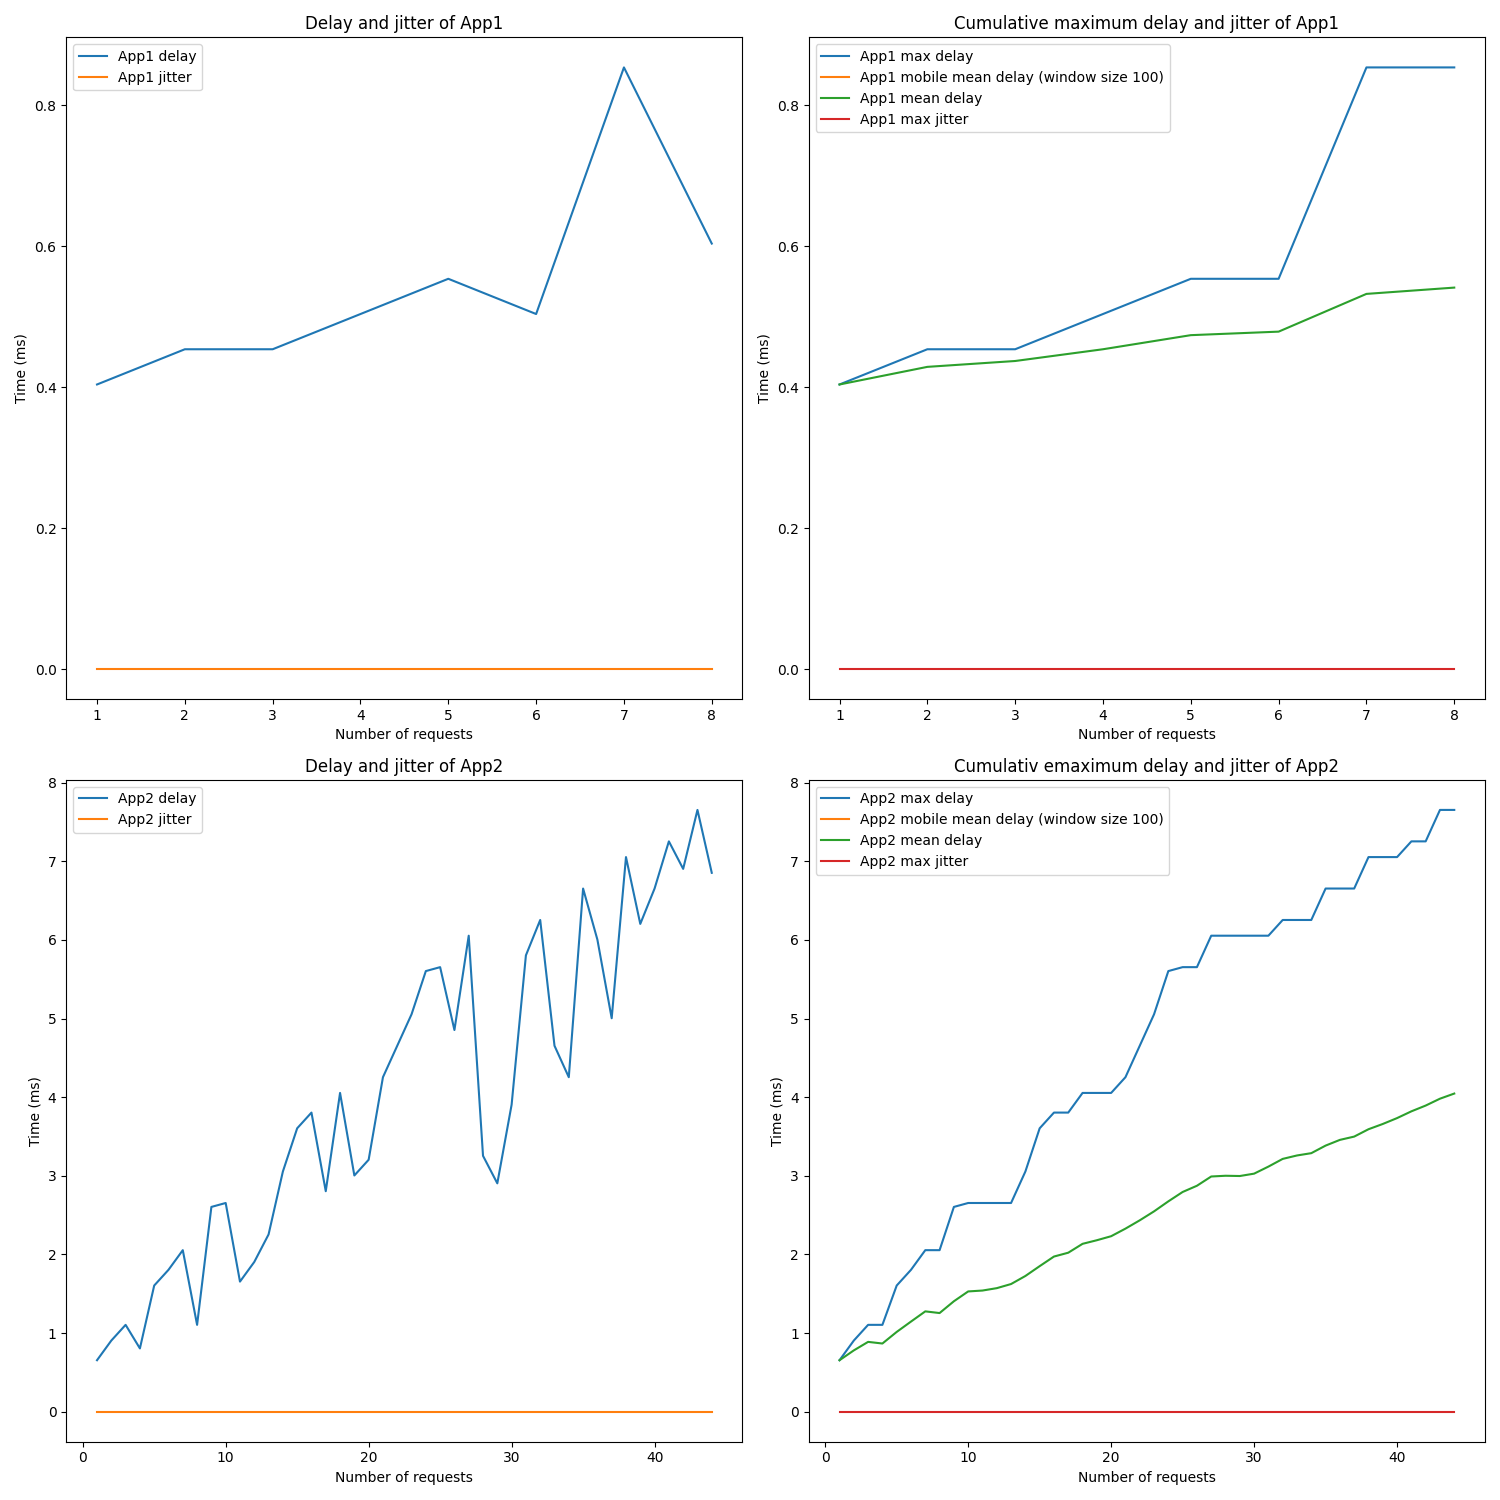 Delay and jitter of App1
App1 delay
App1 jitter
0.8
0.6
0.4
0.2
0.0
Time (ms)
1 2 3 4 5 6 7 8
Number of requests
Cumulative maximum delay and jitter of App1
App1 max delay
App1 mobile mean delay (window size 100)
App1 mean delay
App1 max jitter
0.8
0.6
0.4
0.2
0.0
Time (ms)
1 2 3 4 5 6 7 8
Number of requests
Delay and jitter of App2
App2 delay
App2 jitter
8
7
6
5
4
3
2
1
0
Time (ms)
0 10 20 30 40
Number of requests
Cumulativ emaximum delay and jitter of App2
App2 max delay
App2 mobile mean delay (window size 100)
App2 mean delay
App2 max jitter
8
7
6
5
4
3
2
1
0
Time (ms)
0 10 20 30 40
Number of requests